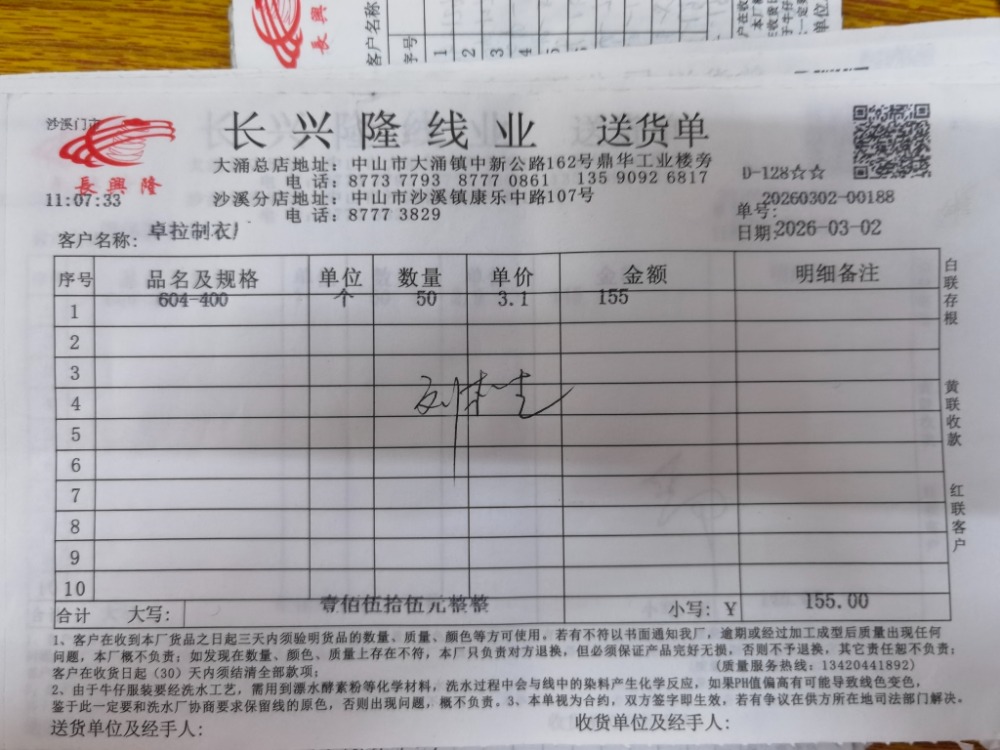 長興隆
客户名称
序号
1
2
3
4
沙溪门市
長興隆
11:07:33
长兴隆线业 送货单
大涌总店地址：中山市大涌镇中新公路162号鼎华工业楼旁
电 话：8773 7793 8777 0861 135 9092 6817
沙溪分店地址：中山市沙溪镇康乐中路107号
电 话：8777 3829
D-128☆☆
单号：20260302-00188
日期：2026-03-02
客户名称：卓拉制衣厂
序号 品名及规格 单位 数量 单价 金额 明细备注
1 604-400 个 50 3.1 155
2
3
4
5
6
7
8
9
10
合计 大写： 壹佰伍拾伍元整整 小写：¥ 155.00
白联存根
黄联收款
红联客户
1、客户在收到本厂货品之日起三天内须验明货品的数量、质量、颜色等方可使用。若有不符以书面通知我厂，逾期或经过加工成型后质量出现任何
问题，本厂概不负责；如发现在数量、颜色、质量上存在不符，本厂只负责对方退换，但必须保证产品完好无损，否则不予退换，其它责任恕不负责；
客户在收货日起（30）天内须结清全部款项； (质量服务热线：13420441892)
2、由于牛仔服装要经洗水工艺，需用到漂水酵素粉等化学材料，洗水过程中会与线中的染料产生化学反应，如果PH值偏高有可能导致线色变色，
鉴于此一定要和洗水厂协商要求保留线的原色，否则出现问题，概不负责。3、本单视为合约，双方签字即生效，若有争议在供方所在地司法部门解决。
送货单位及经手人： 收货单位及经手人：